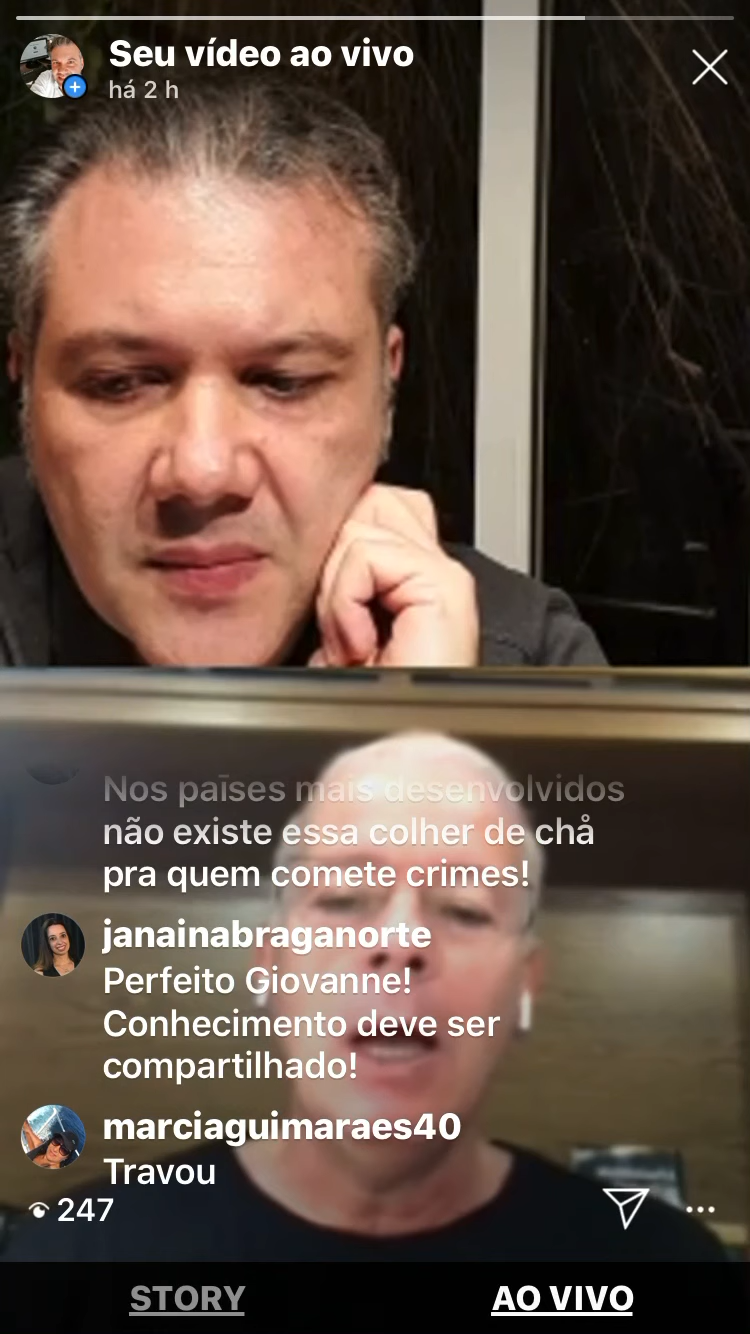 Seu vídeo ao vivo
há 2 h
Nos países mais desenvolvidos
não existe essa colher de chå
pra quem comete crimes!
janainabraganorte
Perfeito Giovanne!
Conhecimento deve ser
compartilhado!
marciaguimaraes40
Travou
247
STORY
AO VIVO